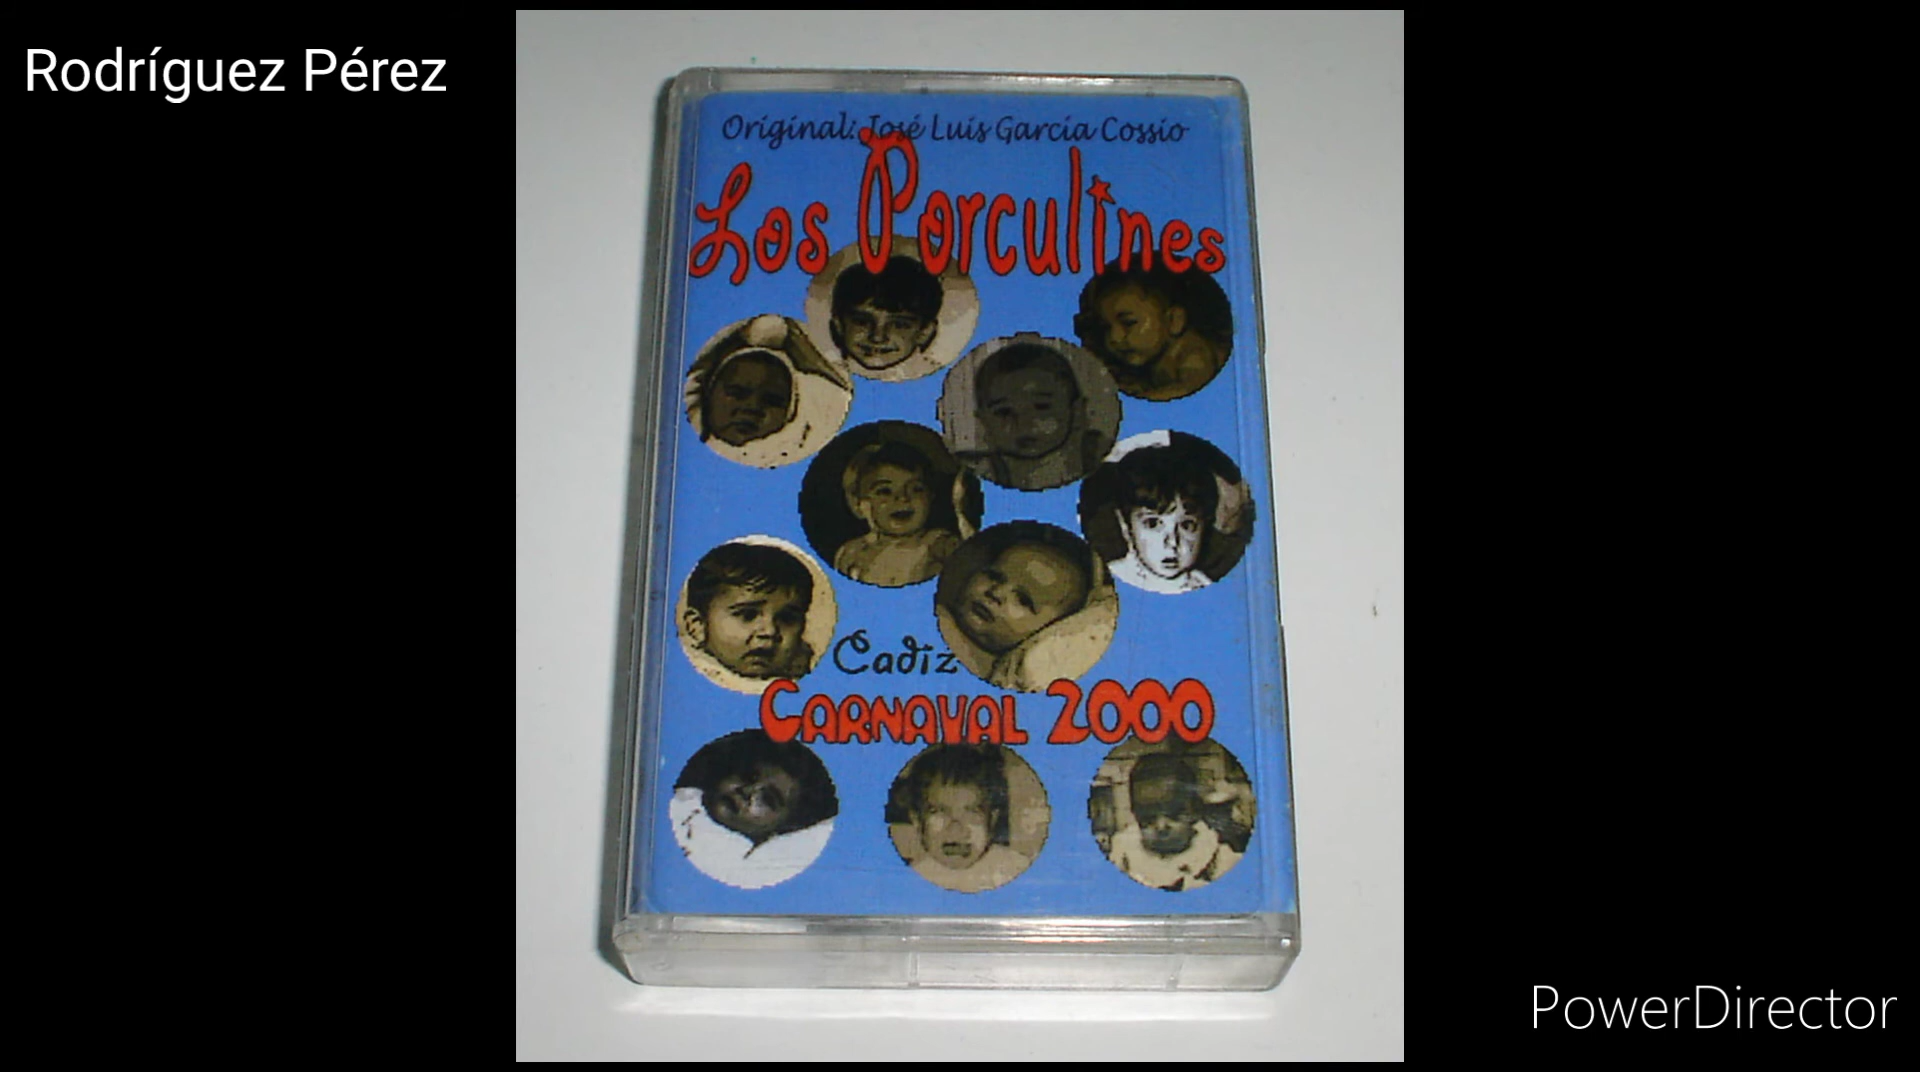 Rodríguez Pérez
Original: José Luis García Cossio
Los Porculines
Cadiz
CARNAVAL 2000
PowerDirector